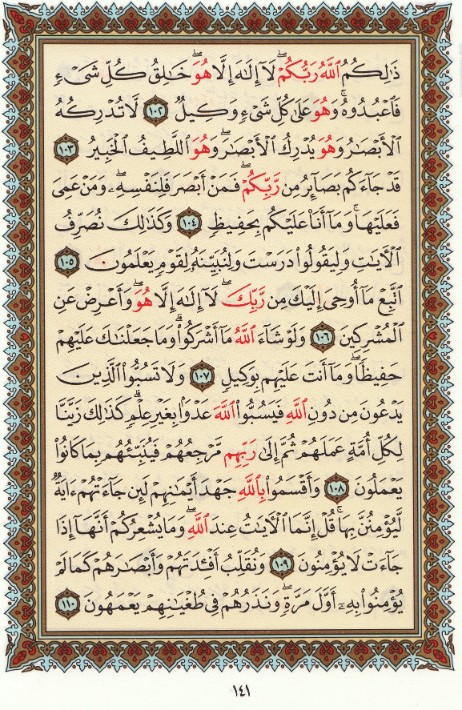 ذَٰلِكُمُ ٱللَّهُ رَبُّكُمْ ۖ لَآ إِلَٰهَ إِلَّا هُوَ ۖ خَٰلِقُ كُلِّ شَىْءٍ
فَٱعْبُدُوهُ ۚ وَهُوَ عَلَىٰ كُلِّ شَىْءٍ وَكِيلٌ ١٠٢ لَّا تُدْرِكُهُ
ٱلْأَبْصَٰرُ وَهُوَ يُدْرِكُ ٱلْأَبْصَٰرَ ۖ وَهُوَ ٱللَّطِيفُ ٱلْخَبِيرُ ١٠٣
قَدْ جَآءَكُم بَصَآئِرُ مِن رَّبِّكُمْ ۖ فَمَنْ أَبْصَرَ فَلِنَفْسِهِۦ ۖ وَمَنْ عَمِىَ
فَعَلَيْهَا ۚ وَمَآ أَنَا۠ عَلَيْكُم بِحَفِيظٍ ١٠٤ وَكَذَٰلِكَ نُصَرِّفُ
ٱلْءَايَٰتِ وَلِيَقُولُوا۟ دَرَسْتَ وَلِنُبَيِّنَهُۥ لِقَوْمٍ يَعْلَمُونَ ١٠٥
ٱتَّبِعْ مَآ أُوحِىَ إِلَيْكَ مِن رَّبِّكَ ۖ لَآ إِلَٰهَ إِلَّا هُوَ ۖ وَأَعْرِضْ عَنِ
ٱلْمُشْرِكِينَ ١٠٦ وَلَوْ شَآءَ ٱللَّهُ مَآ أَشْرَكُوا۟ ۗ وَمَا جَعَلْنَٰكَ عَلَيْهِمْ
حَفِيظًا ۖ وَمَآ أَنتَ عَلَيْهِم بِوَكِيلٍ ١٠٧ وَلَا تَسُبُّوا۟ ٱلَّذِينَ
يَدْعُونَ مِن دُونِ ٱللَّهِ فَيَسُبُّوا۟ ٱللَّهَ عَدْوًۢا بِغَيْرِ عِلْمٍ ۗ كَذَٰلِكَ زَيَّنَّا
لِكُلِّ أُمَّةٍ عَمَلَهُمْ ثُمَّ إِلَىٰ رَبِّهِم مَّرْجِعُهُمْ فَيُنَبِّئُهُم بِمَا كَانُوا۟
يَعْمَلُونَ ١٠٨ وَأَقْسَمُوا۟ بِٱللَّهِ جَهْدَ أَيْمَٰنِهِمْ لَئِن جَآءَتْهُمْ ءَايَةٌ
لَّيُؤْمِنُنَّ بِهَا ۚ قُلْ إِنَّمَا ٱلْءَايَٰتُ عِندَ ٱللَّهِ ۖ وَمَا يُشْعِرُكُمْ أَنَّهَآ إِذَا
جَآءَتْ لَا يُؤْمِنُونَ ١٠٩ وَنُقَلِّبُ أَفْـِٔدَتَهُمْ وَأَبْصَٰرَهُمْ كَمَا لَمْ
يُؤْمِنُوا۟ بِهِۦٓ أَوَّلَ مَرَّةٍ وَنَذَرُهُمْ فِى طُغْيَٰنِهِمْ يَعْمَهُونَ ١١٠
١٤١